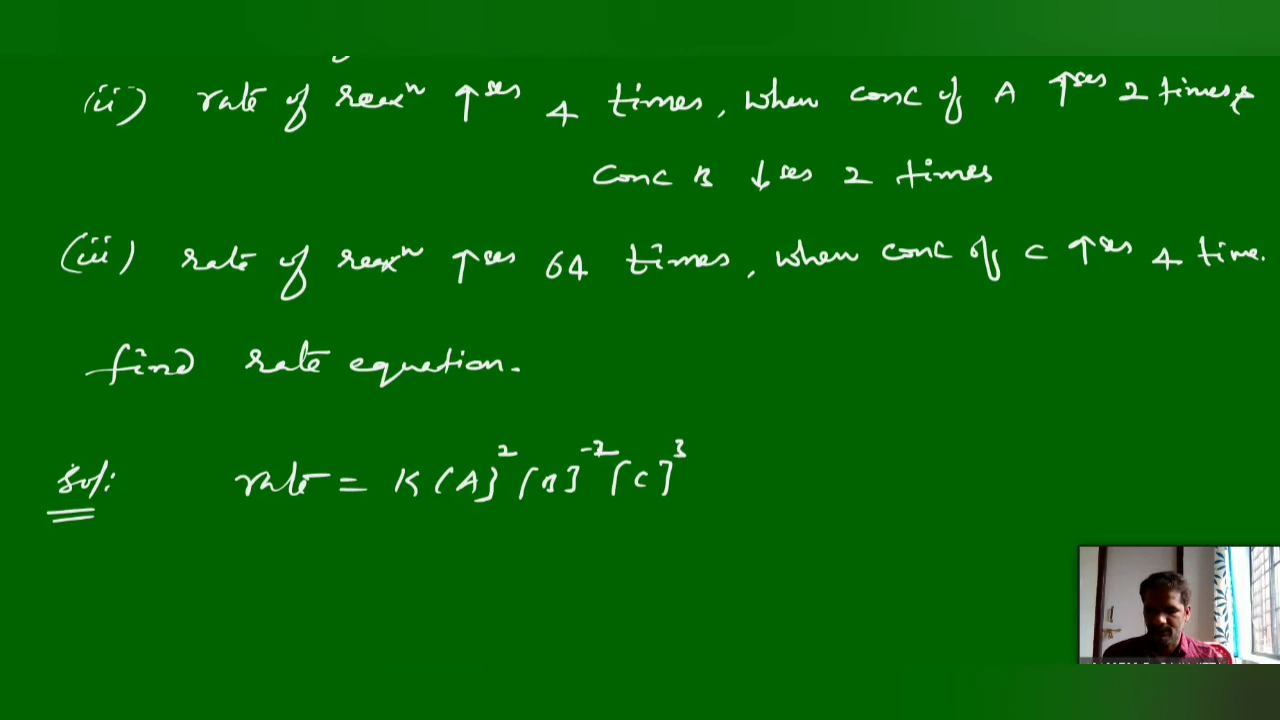 (ii) rate of reaxⁿ ↑ses 4 times, when conc of A ↑ses 2 times &
conc B ↓ses 2 times
(iii) rate of reaxⁿ ↑ses 64 times, when conc of C ↑ses 4 time.
find rate equation.
Sol: rate = K[A]² [B]⁻² [C]³